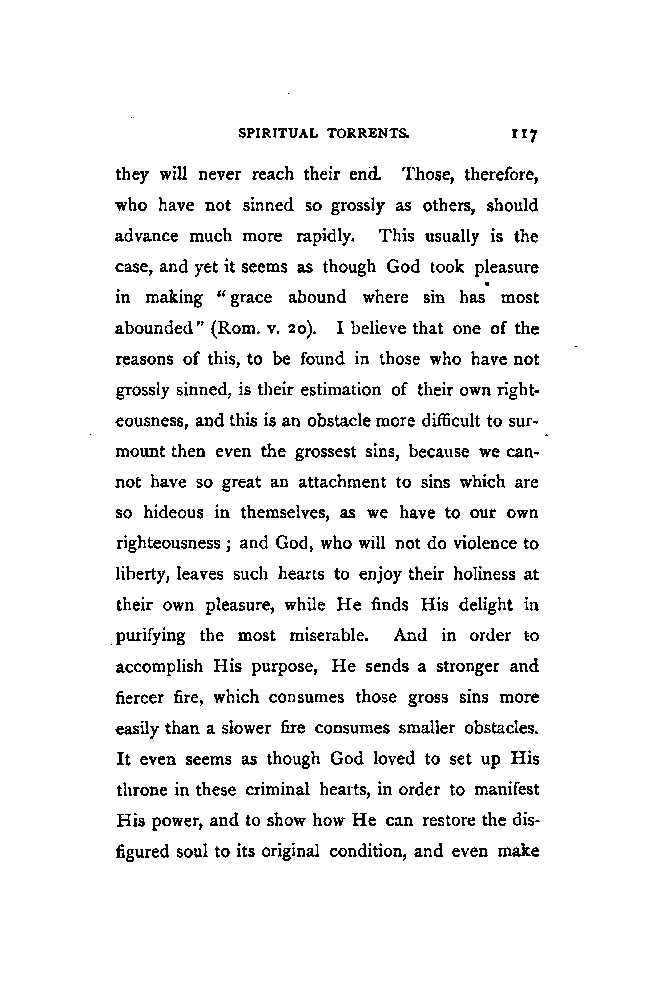 SPIRITUAL TORRENTS. 117
they will never reach their end. Those, therefore,
who have not sinned so grossly as others, should
advance much more rapidly. This usually is the
case, and yet it seems as though God took pleasure
in making “grace abound where sin has most
abounded” (Rom. v. 20). I believe that one of the
reasons of this, to be found in those who have not
grossly sinned, is their estimation of their own right-
eousness, and this is an obstacle more difficult to sur-
mount then even the grossest sins, because we can-
not have so great an attachment to sins which are
so hideous in themselves, as we have to our own
righteousness ; and God, who will not do violence to
liberty, leaves such hearts to enjoy their holiness at
their own pleasure, while He finds His delight in
purifying the most miserable. And in order to
accomplish His purpose, He sends a stronger and
fiercer fire, which consumes those gross sins more
easily than a slower fire consumes smaller obstacles.
It even seems as though God loved to set up His
throne in these criminal hearts, in order to manifest
His power, and to show how He can restore the dis-
figured soul to its original condition, and even make